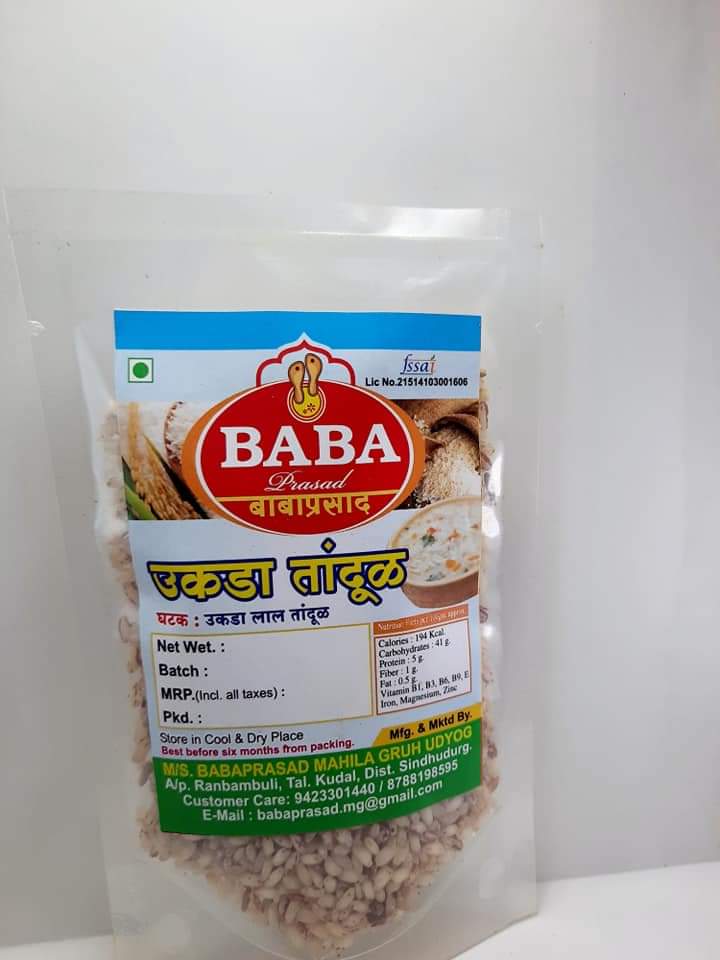 fssai
Lic No.21514103001606
BABA
Prasad
बाबाप्रसाद
उकडा तांदूळ
घटक : उकडा लाल तांदूळ
Net Wet. :
Batch :
MRP.(Incl. all taxes) :
Pkd. :
Calories : 194 Kcal.
Carbohydrates : 41 g.
Protein : 5 g.
Fiber : 1 g.
Fat : 0.5 g.
Vitamin B1, B3, B6, B9, E
Iron, Magnesium, Zinc
Store in Cool & Dry Place
Best before six months from packing.
Mfg. & Mktd By.
M/S. BABAPRASAD MAHILA GRUH UDYOG
A/p. Ranbambuli, Tal. Kudal, Dist. Sindhudurg.
Customer Care: 9423301440 / 8788198595
E-Mail : babaprasad.mg@gmail.com